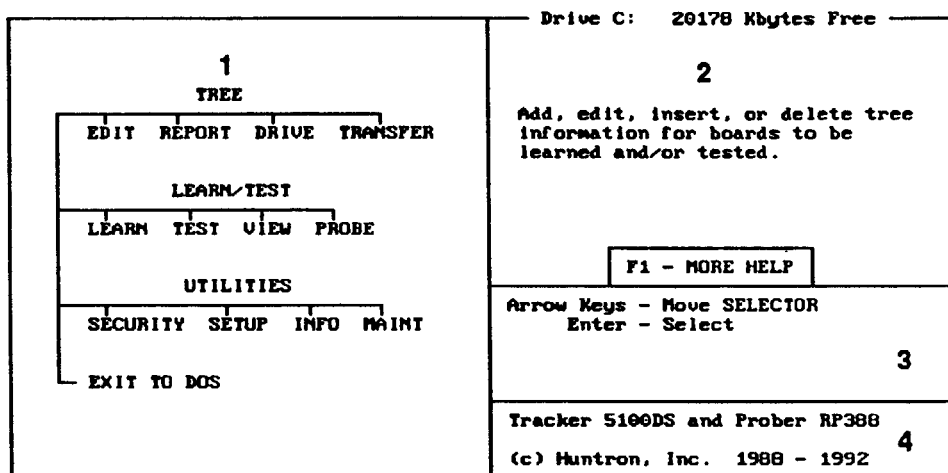 Drive C: 20178 Kbytes Free
1
TREE
EDIT REPORT DRIVE TRANSFER
LEARN/TEST
LEARN TEST VIEW PROBE
UTILITIES
SECURITY SETUP INFO MAINT
EXIT TO DOS
2
Add, edit, insert, or delete tree
information for boards to be
learned and/or tested.
F1 - MORE HELP
Arrow Keys - Move SELECTOR
Enter - Select
3
Tracker 5100DS and Prober RP388
4
(c) Huntron, Inc. 1988 - 1992